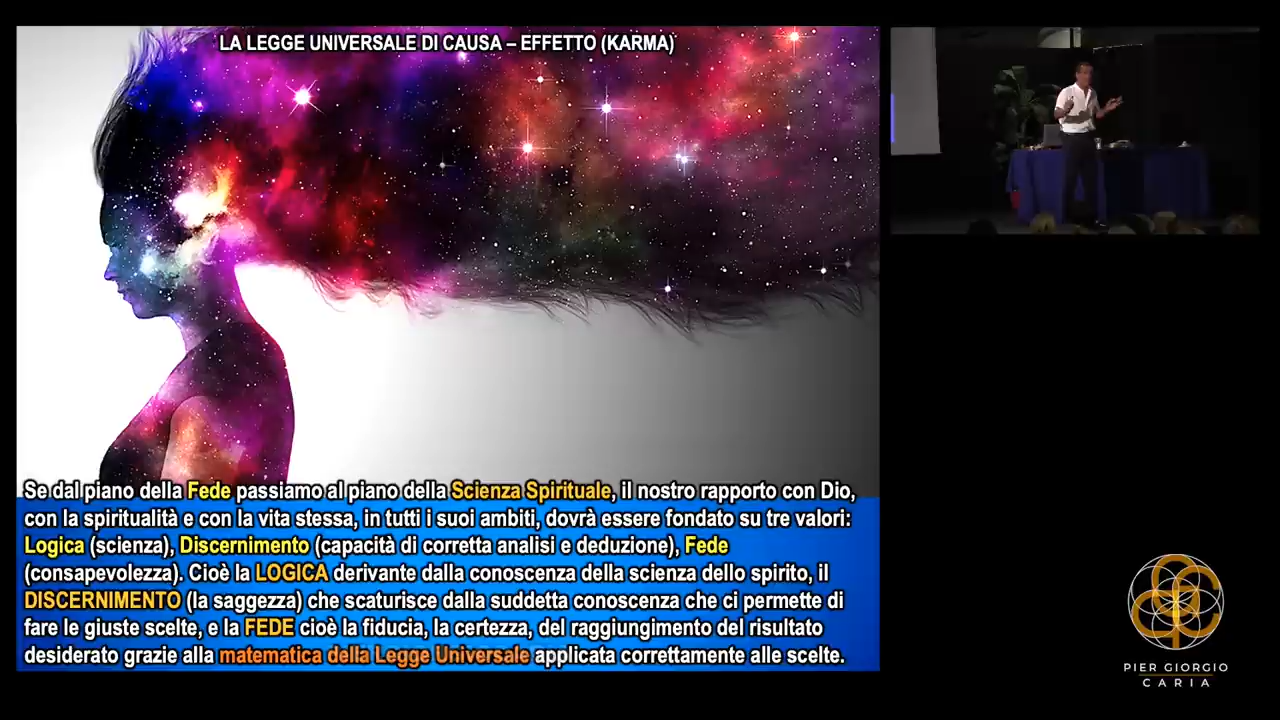 LA LEGGE UNIVERSALE DI CAUSA – EFFETTO (KARMA)
Se dal piano della Fede passiamo al piano della Scienza Spirituale, il nostro rapporto con Dio,
con la spiritualità e con la vita stessa, in tutti i suoi ambiti, dovrà essere fondato su tre valori:
Logica (scienza), Discernimento (capacità di corretta analisi e deduzione), Fede
(consapevolezza). Cioè la LOGICA derivante dalla conoscenza della scienza dello spirito, il
DISCERNIMENTO (la saggezza) che scaturisce dalla suddetta conoscenza che ci permette di
fare le giuste scelte, e la FEDE cioè la fiducia, la certezza, del raggiungimento del risultato
desiderato grazie alla matematica della Legge Universale applicata correttamente alle scelte.
PIER GIORGIO
CARIA